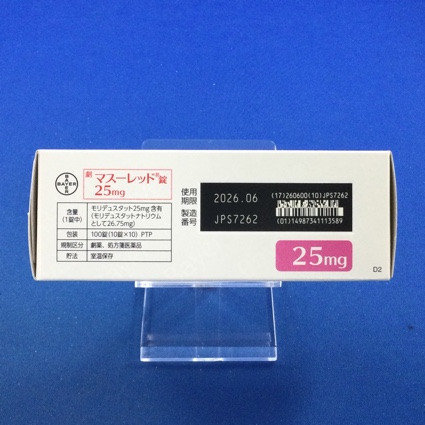 BAYER
劇 マスーレッド®錠
25mg
含量
(1錠中)
モリデュスタット25mg 含有
(モリデュスタットナトリウム
として26.75mg)
包装 100錠(10錠×10) PTP
規制区分 劇薬、処方箋医薬品
貯法 室温保存
使用
期限
2026.06
製造
番号
JPS7262
(17)260600(10)JPS7262
(01)14987341113589
25mg
D2